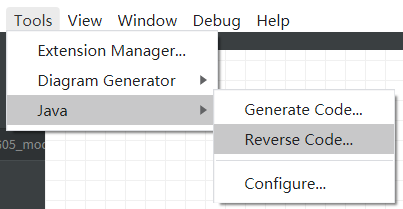 Tools View Window Debug Help
Extension Manager...
Diagram Generator
Java
Generate Code...
Reverse Code...
Configure...